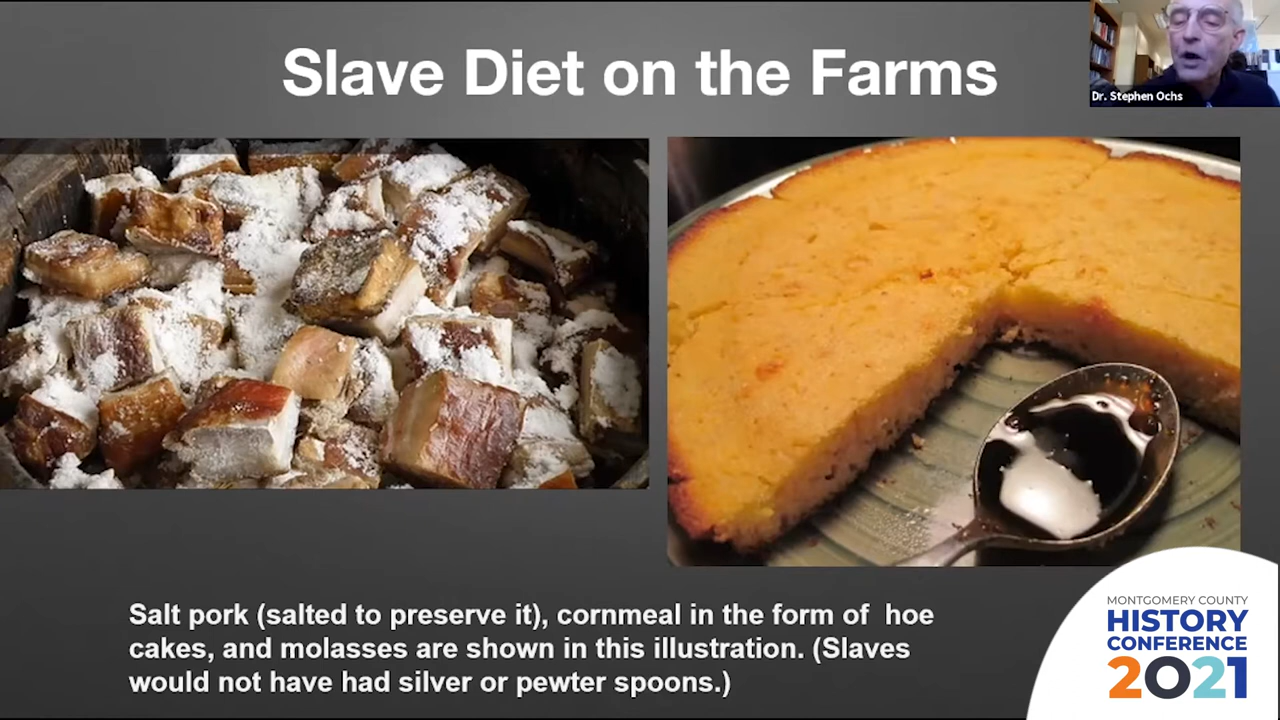 Slave Diet on the Farms
Dr. Stephen Ochs
Salt pork (salted to preserve it), cornmeal in the form of  hoe
cakes, and molasses are shown in this illustration. (Slaves
would not have had silver or pewter spoons.)
MONTGOMERY COUNTY
HISTORY
CONFERENCE
2021